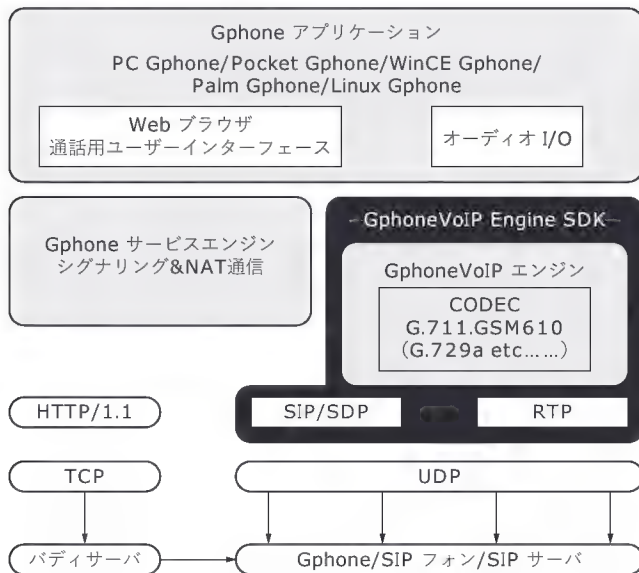 Gphone アプリケーション
PC Gphone/Pocket Gphone/WinCE Gphone/
Palm Gphone/Linux Gphone
Web ブラウザ
通話用ユーザーインターフェース
オーディオ I/O
Gphone サービスエンジン
シグナリング&NAT通信
GphoneVoIP Engine SDK
GphoneVoIP エンジン
CODEC
G.711.GSM610
(G.729a etc……)
HTTP/1.1
SIP/SDP
RTP
TCP
UDP
バディサーバ
Gphone/SIP フォン/SIP サーバ